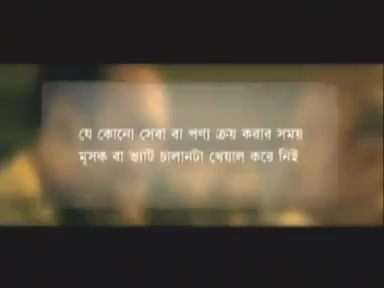 যে কোনো সেবা বা পণ্য ক্রয় করার সময়
মূসক বা ভ্যাট চালানটা খেয়াল করে নিই